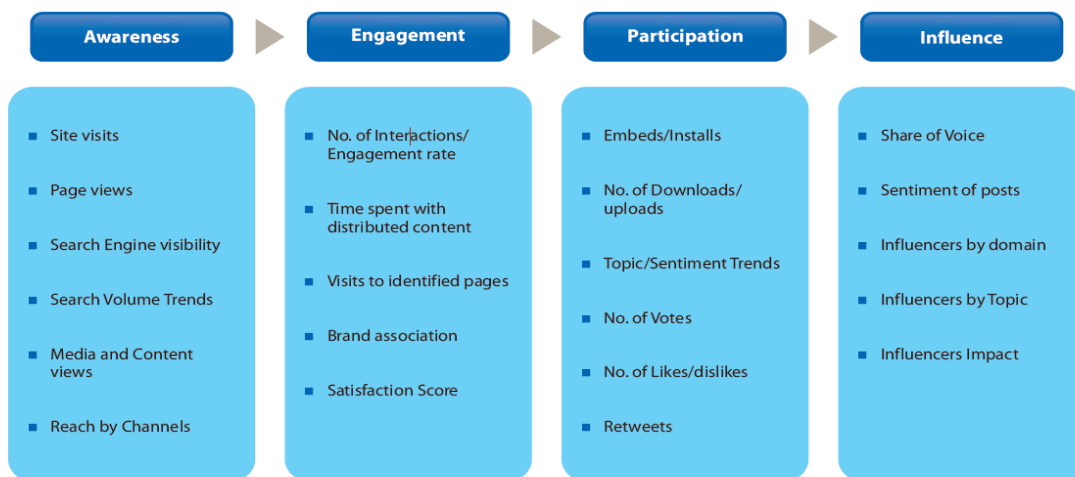 Awareness
Engagement
Participation
Influence
Site visits
Page views
Search Engine visibility
Search Volume Trends
Media and Content
views
Reach by Channels
No. of Interactions/
Engagement rate
Time spent with
distributed content
Visits to identified pages
Brand association
Satisfaction Score
Embeds/Installs
No. of Downloads/
uploads
Topic/Sentiment Trends
No. of Votes
No. of Likes/dislikes
Retweets
Share of Voice
Sentiment of posts
Influencers by domain
Influencers by Topic
Influencers Impact